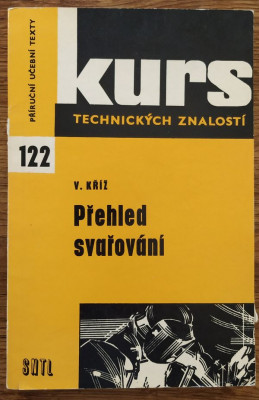 PŘÍRUČNÍ UČEBNÍ TEXTY
kurs
TECHNICKÝCH ZNALOSTÍ
122
V. KŘÍŽ
Přehled
svařování
SNTL